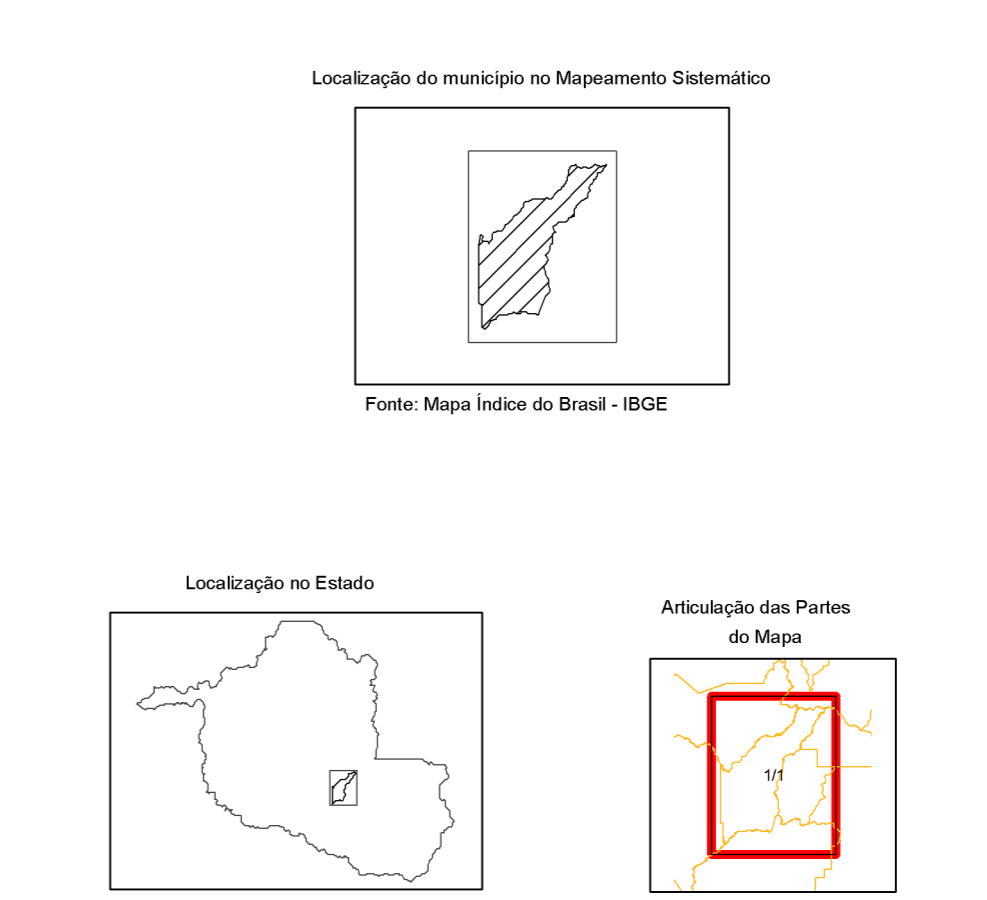 Localização do município no Mapeamento Sistemático
Fonte: Mapa Índice do Brasil - IBGE
Localização no Estado
Articulação das Partes
do Mapa
1/1